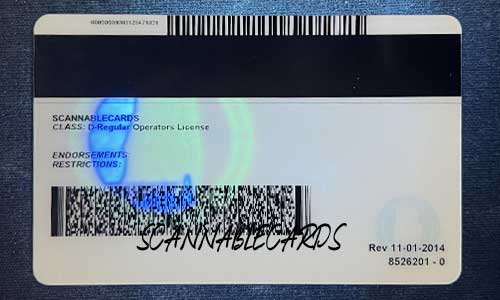 SCANNABLECARDS
CLASS: D-Regular Operators License
ENDORSEMENTS:
RESTRICTIONS:
SCANNABLECARDS
Rev 11-01-2014
8526201 - 0